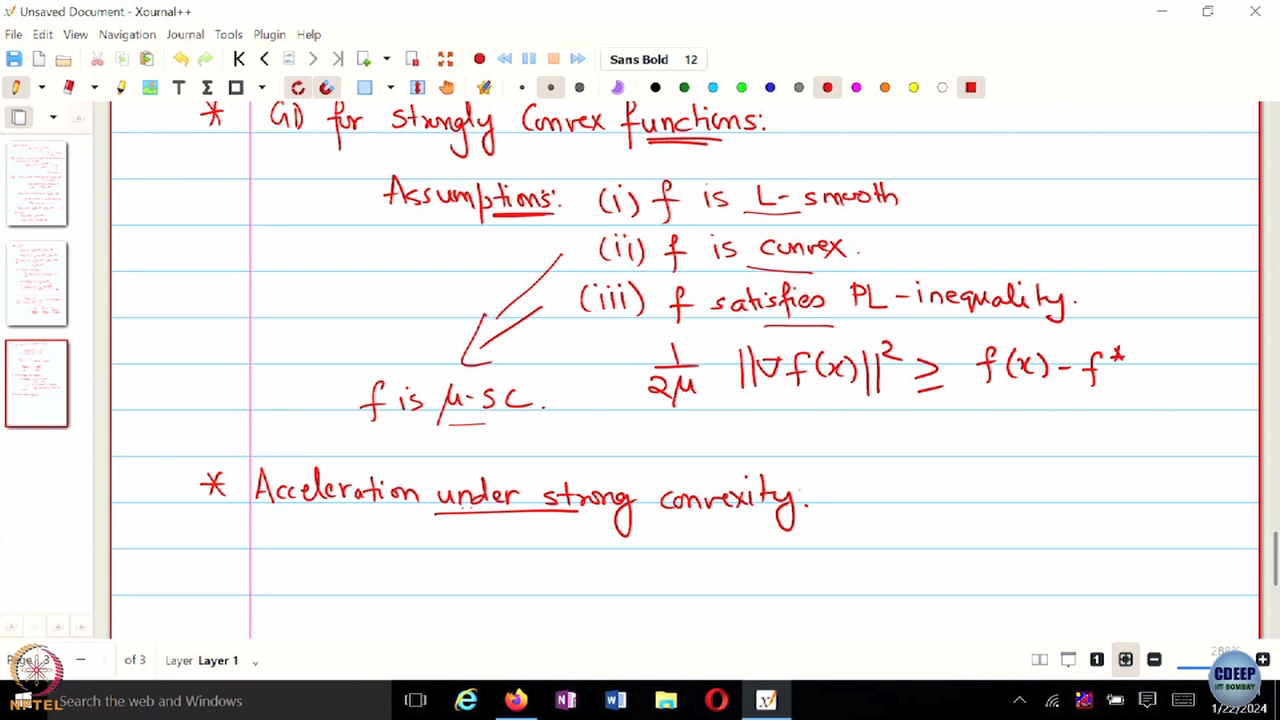 Unsaved Document - Xournal++
File Edit View Navigation Journal Tools Plugin Help
Sans Bold 12
* GD for strongly Convex functions:
Assumptions: (i) f is L-smooth
(ii) f is convex.
(iii) f satisfies PL-inequality.
1/2μ ||∇f(x)||² ≥ f(x) - f*
f is μ-SC.
* Acceleration under strong convexity.
of 3 Layer Layer 1
288%
NPTEL
Search the web and Windows
CDEEP
IIT BOMBAY
1/22/2024